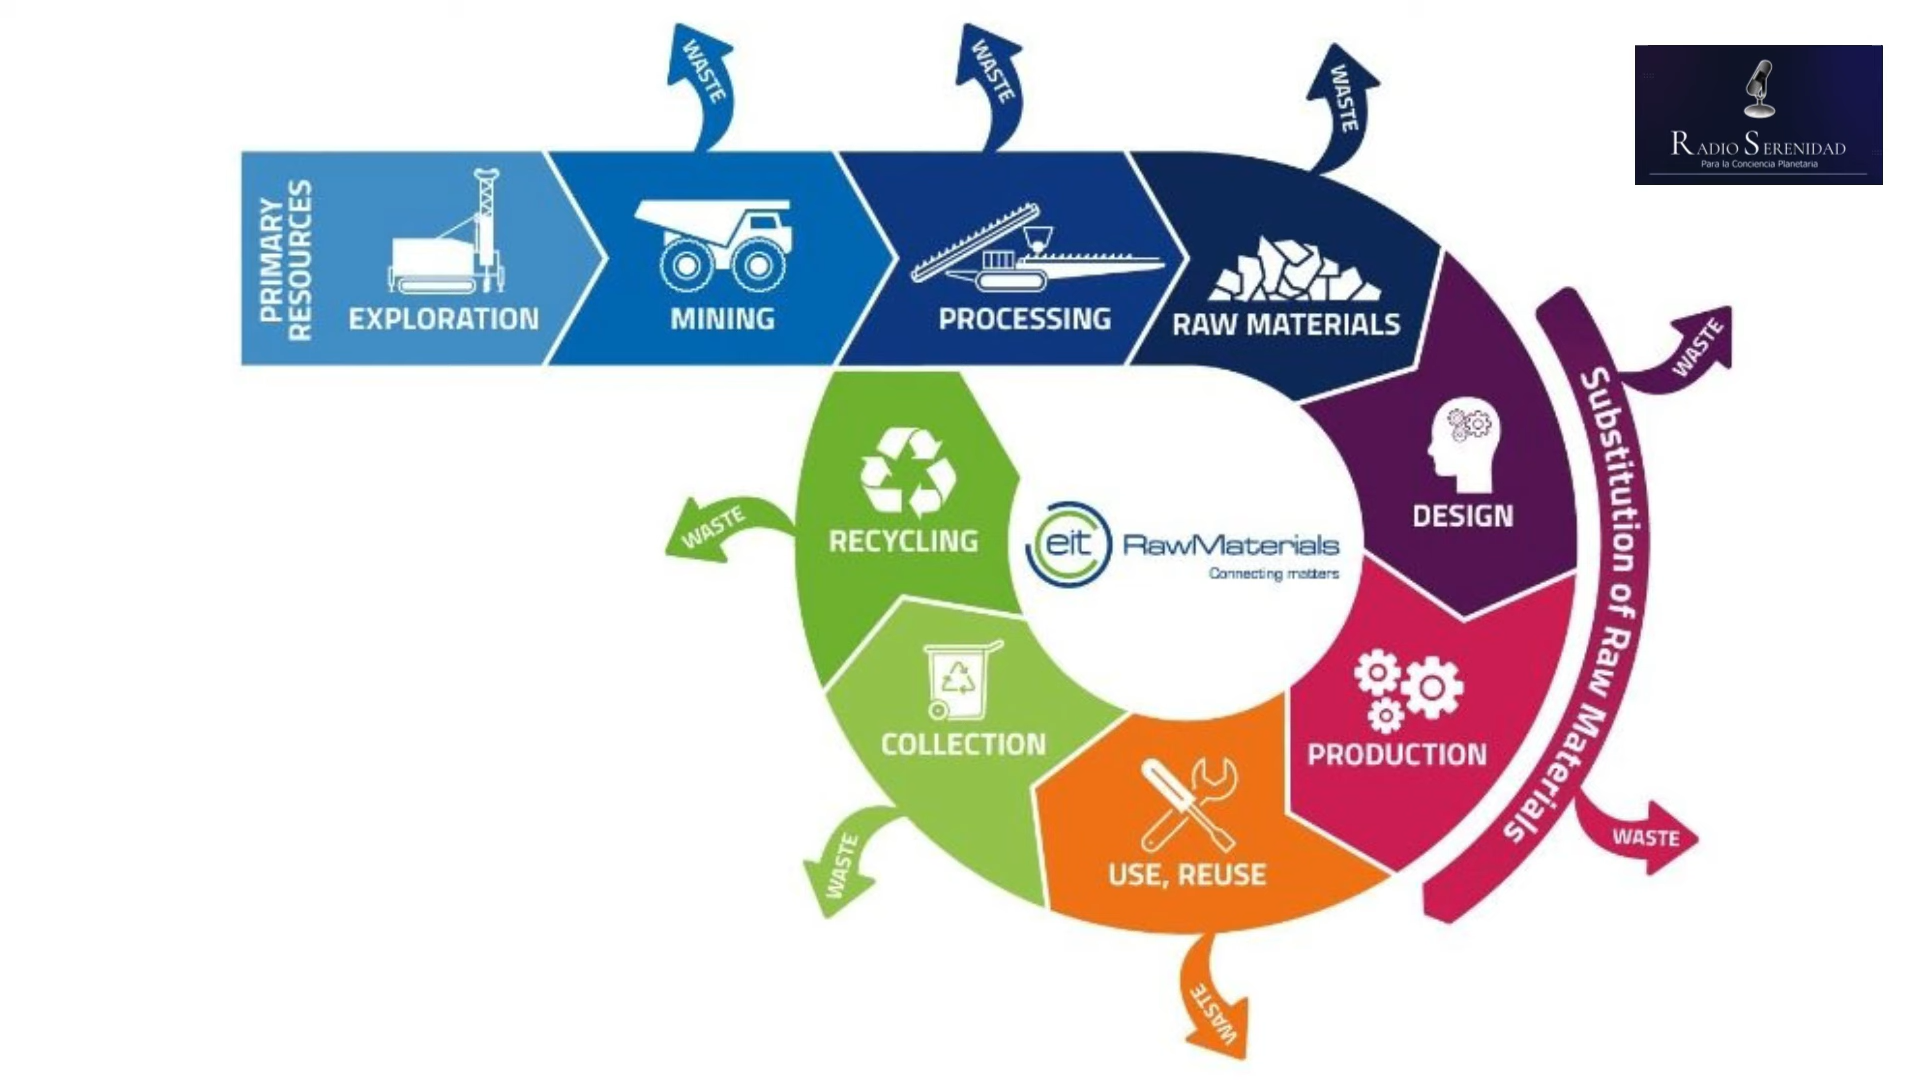 WASTE
WASTE
WASTE
RADIO SERENIDAD
Para la Conciencia Planetaria
PRIMARY
RESOURCES
EXPLORATION
MINING
PROCESSING
RAW MATERIALS
WASTE
Substitution of Raw Materials
DESIGN
RECYCLING
WASTE
eit RawMaterials
Connecting matters
PRODUCTION
COLLECTION
WASTE
USE, REUSE
WASTE
WASTE